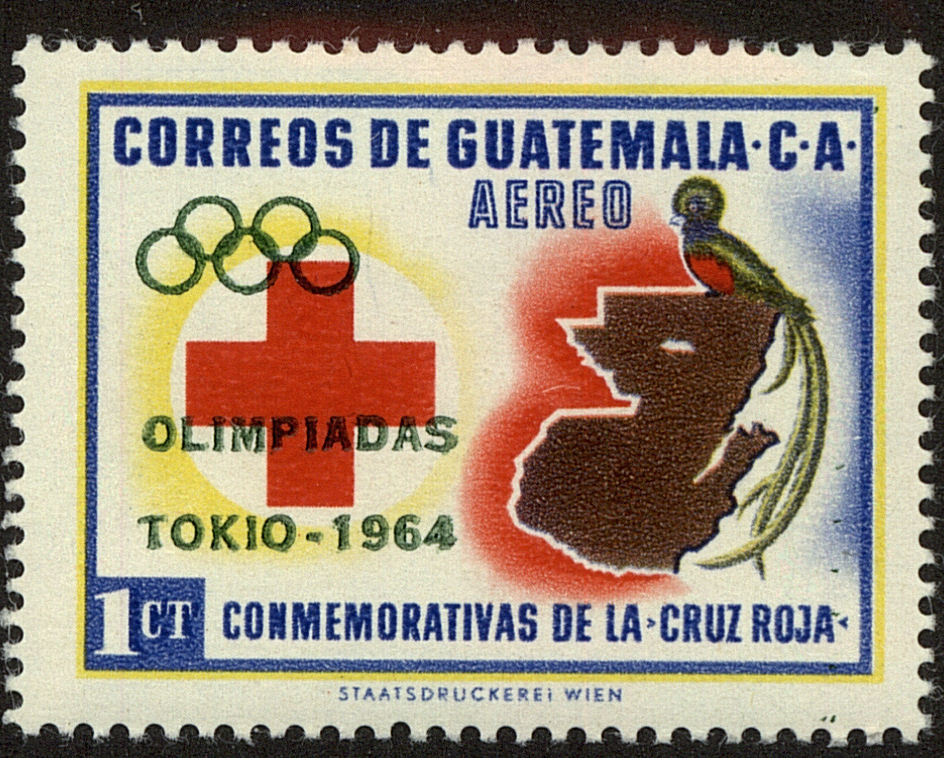 CORREOS DE GUATEMALA·C·A·
AEREO
OLIMPIADAS
TOKIO-1964
1 CT
CONMEMORATIVAS DE LA ›CRUZ ROJA‹
STAATSDRUCKEREI WIEN